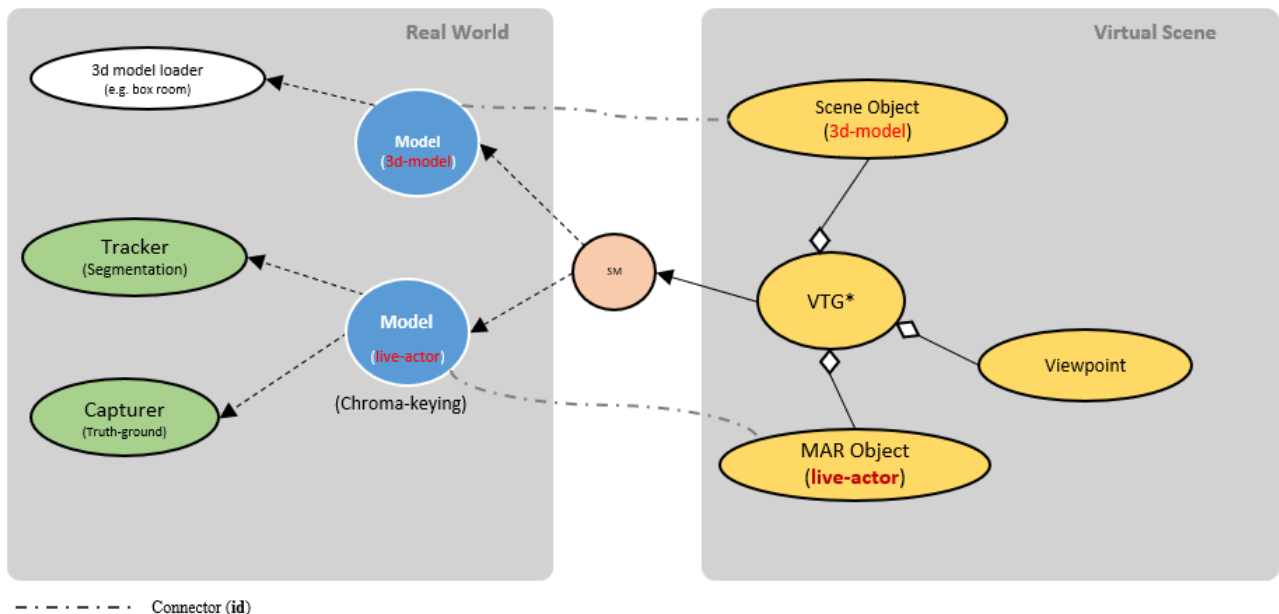 Real World
3d model loader
(e.g. box room)
Model
(3d-model)
Tracker
(Segmentation)
Model
(live-actor)
(Chroma-keying)
Capturer
(Truth-ground)
SM
Virtual Scene
Scene Object
(3d-model)
VTG*
Viewpoint
MAR Object
(live-actor)
Connector (id)